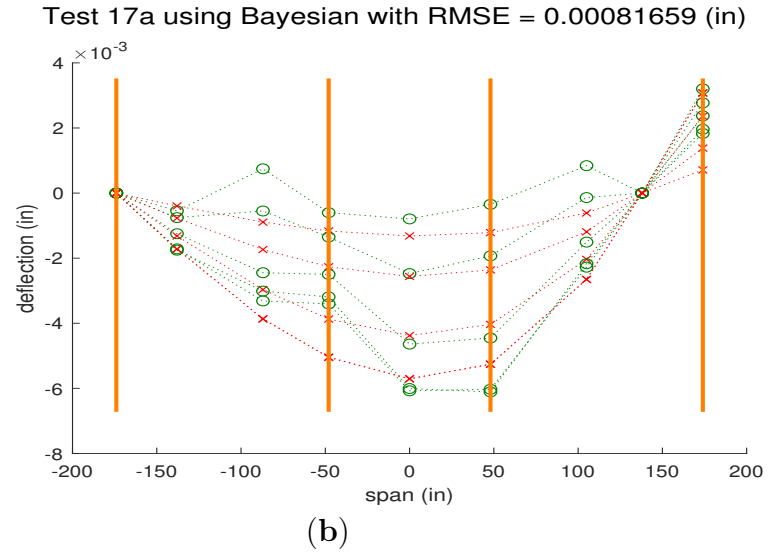 Test 17a using Bayesian with RMSE = 0.00081659 (in)
×10⁻³
4
2
0
-2
-4
-6
-8
deflection (in)
-200 -150 -100 -50 0 50 100 150 200
span (in)
(b)